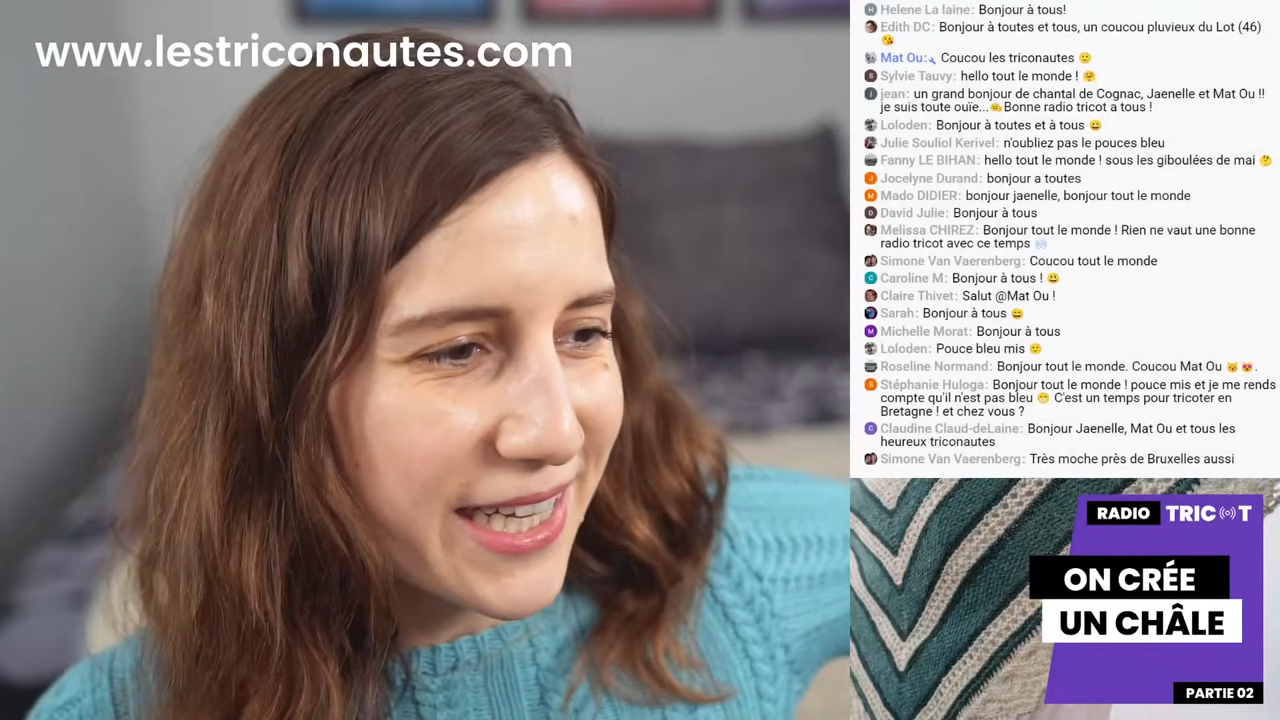 www.lestriconautes.com
Helene La laine: Bonjour à tous!
Edith DC: Bonjour à toutes et tous, un coucou pluvieux du Lot (46)
😘
Mat Ou: Coucou les triconautes 🙂
Sylvie Tauvy: hello tout le monde ! 🤗
jean: un grand bonjour de chantal de Cognac, Jaenelle et Mat Ou !!
je suis toute ouïe...😊Bonne radio tricot a tous !
Loloden: Bonjour à toutes et à tous 😀
Julie Souliol Kerivel: n'oubliez pas le pouces bleu
Fanny LE BIHAN: hello tout le monde ! sous les giboulées de mai 🤔
Jocelyne Durand: bonjour a toutes
Mado DIDIER: bonjour jaenelle, bonjour tout le monde
David Julie: Bonjour à tous
Melissa CHIREZ: Bonjour tout le monde ! Rien ne vaut une bonne
radio tricot avec ce temps 🌧️
Simone Van Vaerenberg: Coucou tout le monde
Caroline M: Bonjour à tous ! 😃
Claire Thivet: Salut @Mat Ou !
Sarah: Bonjour à tous 😄
Michelle Morat: Bonjour à tous
Loloden: Pouce bleu mis 🙂
Roseline Normand: Bonjour tout le monde. Coucou Mat Ou 😼 😻.
Stéphanie Huloga: Bonjour tout le monde ! pouce mis et je me rends
compte qu'il n'est pas bleu 😁 C'est un temps pour tricoter en
Bretagne ! et chez vous ?
Claudine Claud-deLaine: Bonjour Jaenelle, Mat Ou et tous les
heureux triconautes
Simone Van Vaerenberg: Très moche près de Bruxelles aussi
RADIO TRICOT
ON CRÉE
UN CHÂLE
PARTIE 02